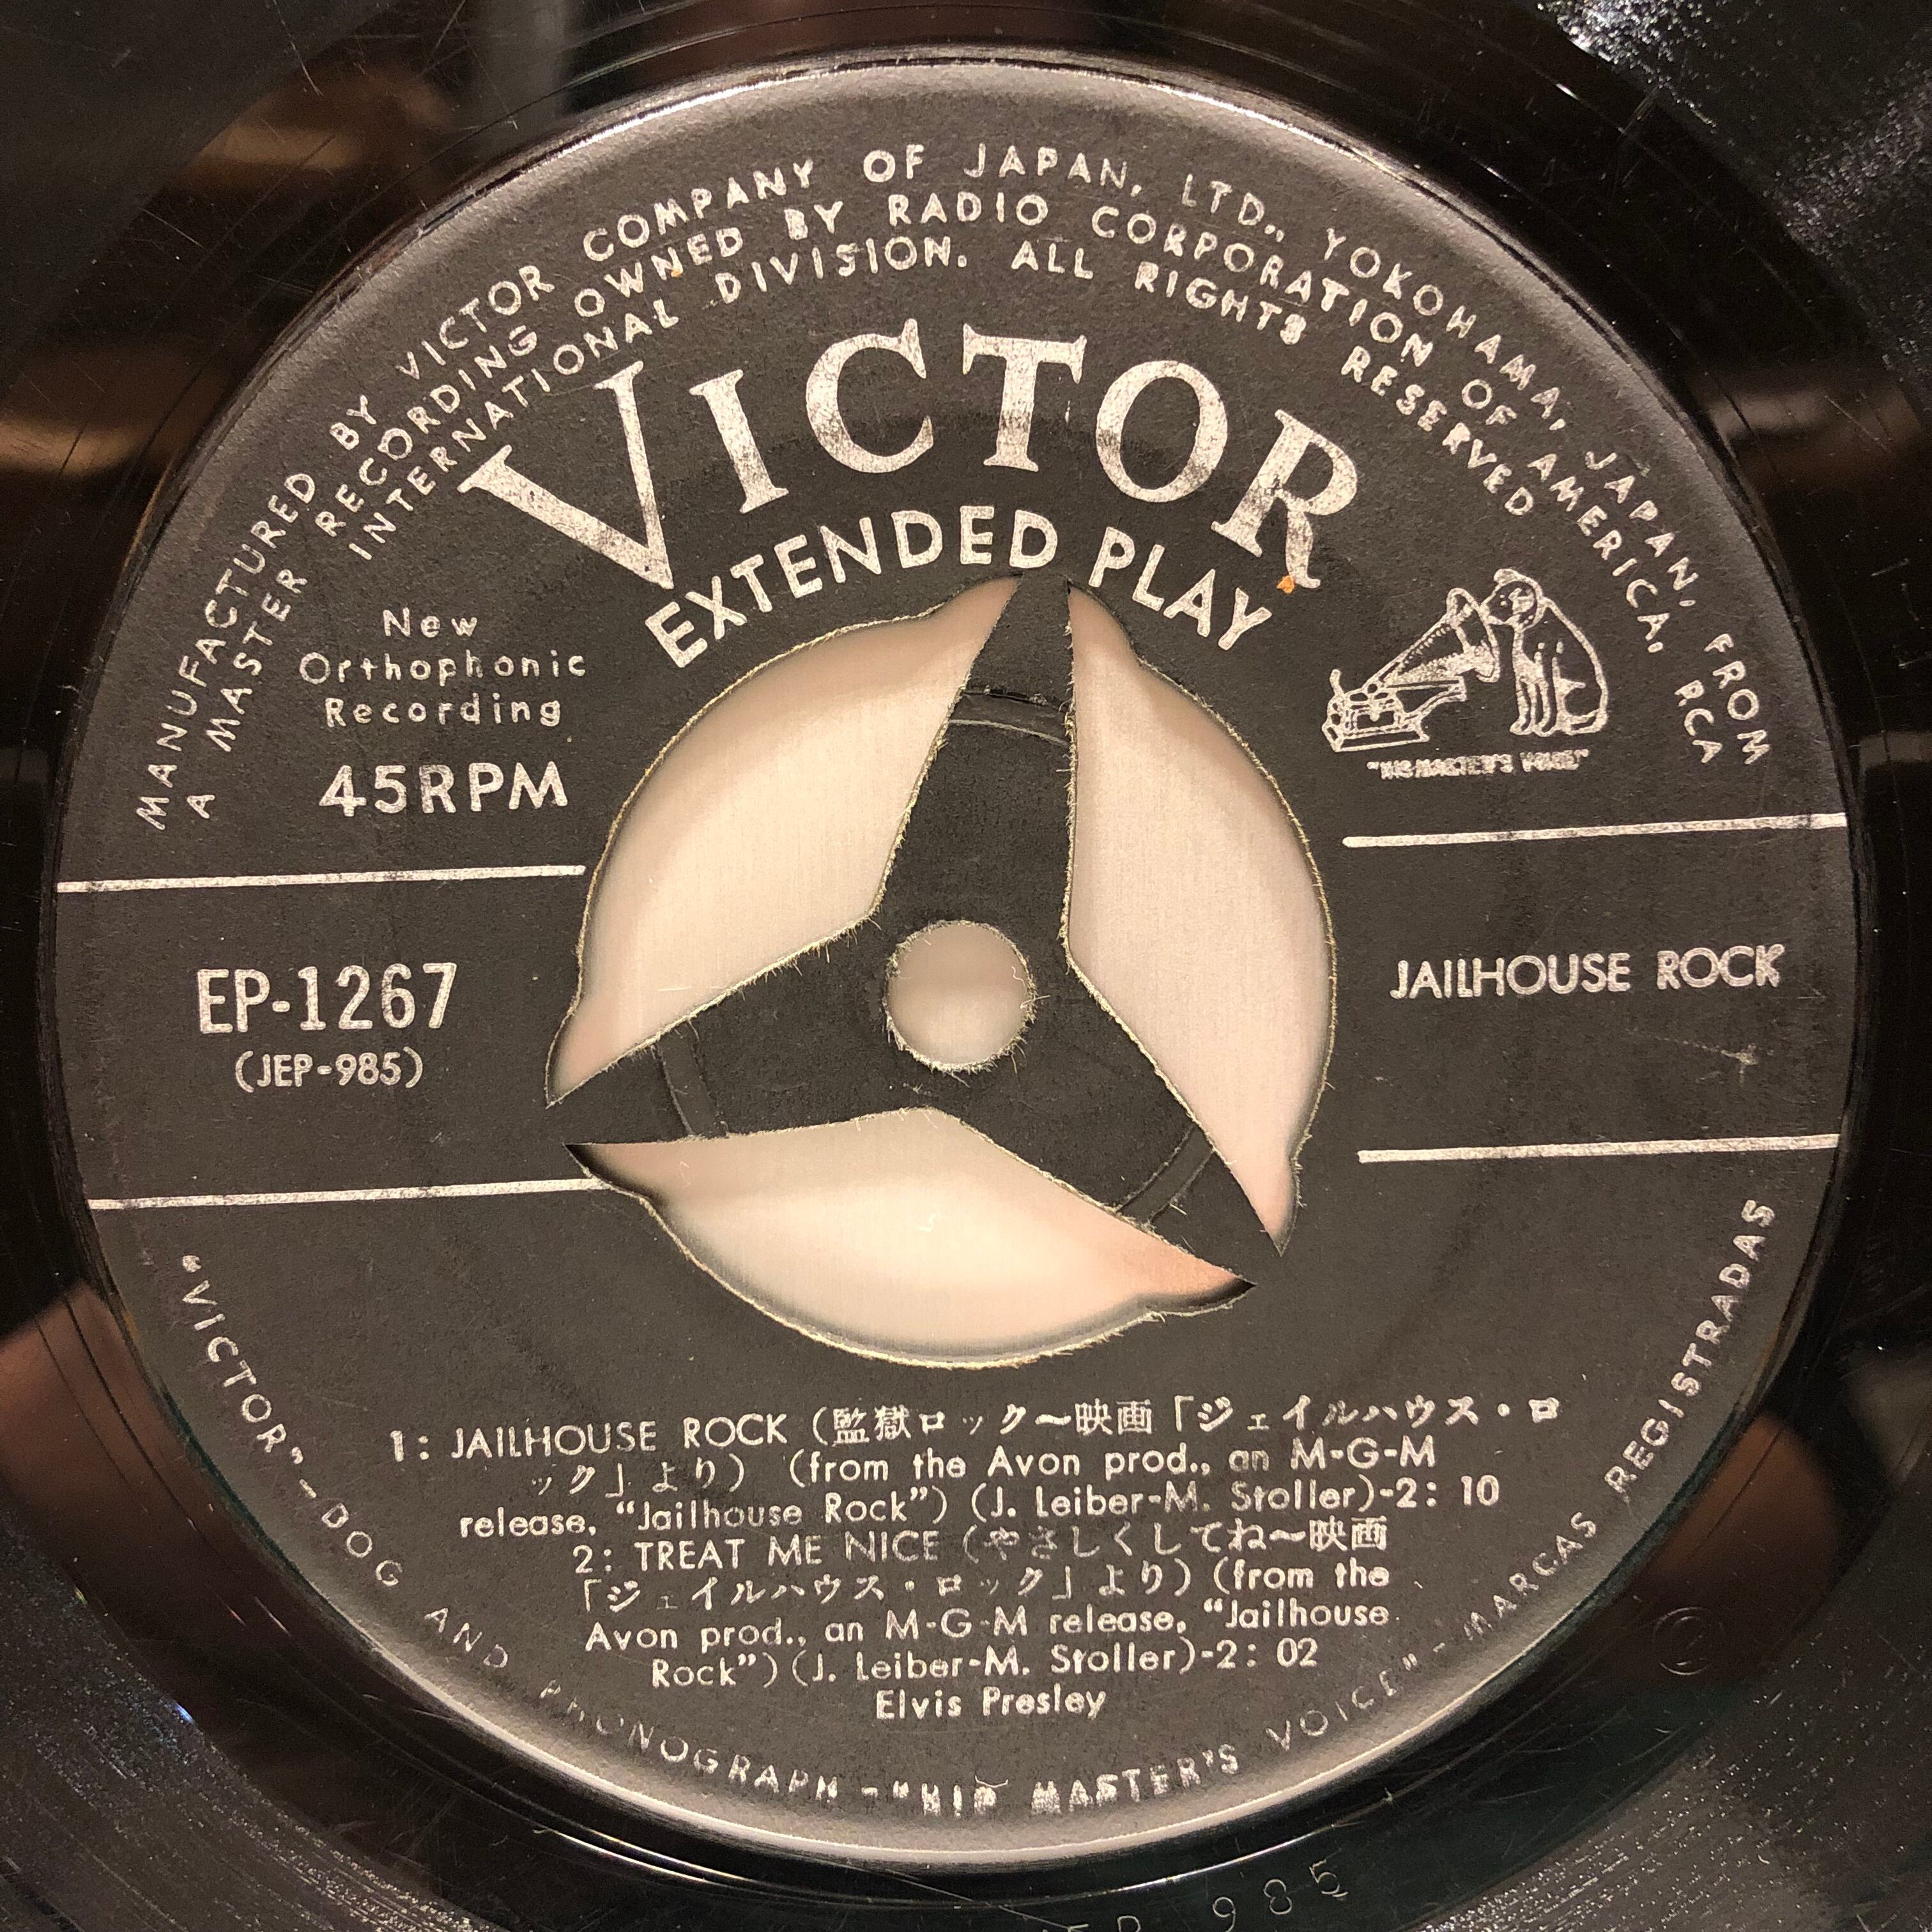 MANUFACTURED BY VICTOR COMPANY OF JAPAN, LTD., YOKOHAMA, JAPAN, FROM
A MASTER RECORDING OWNED BY RADIO CORPORATION OF AMERICA, RCA
INTERNATIONAL DIVISION. ALL RIGHTS RESERVED
VICTOR
EXTENDED PLAY
New
Orthophonic
Recording
45RPM
"HIS MASTER'S VOICE"
EP-1267
(JEP-985)
JAILHOUSE ROCK
1: JAILHOUSE ROCK (監獄ロック～映画「ジェイルハウス・ロ
ック」より) (from the Avon prod., an M-G-M
release, "Jailhouse Rock") (J. Leiber-M. Stoller)-2: 10
2: TREAT ME NICE (やさしくしてね～映画
「ジェイルハウス・ロック」より) (from the
Avon prod., an M-G-M release, "Jailhouse
Rock") (J. Leiber-M. Stoller)-2: 02
Elvis Presley
"VICTOR"-DOG AND PHONOGRAPH-"HIS MASTER'S VOICE"-MARCAS REGISTRADAS
EP 985